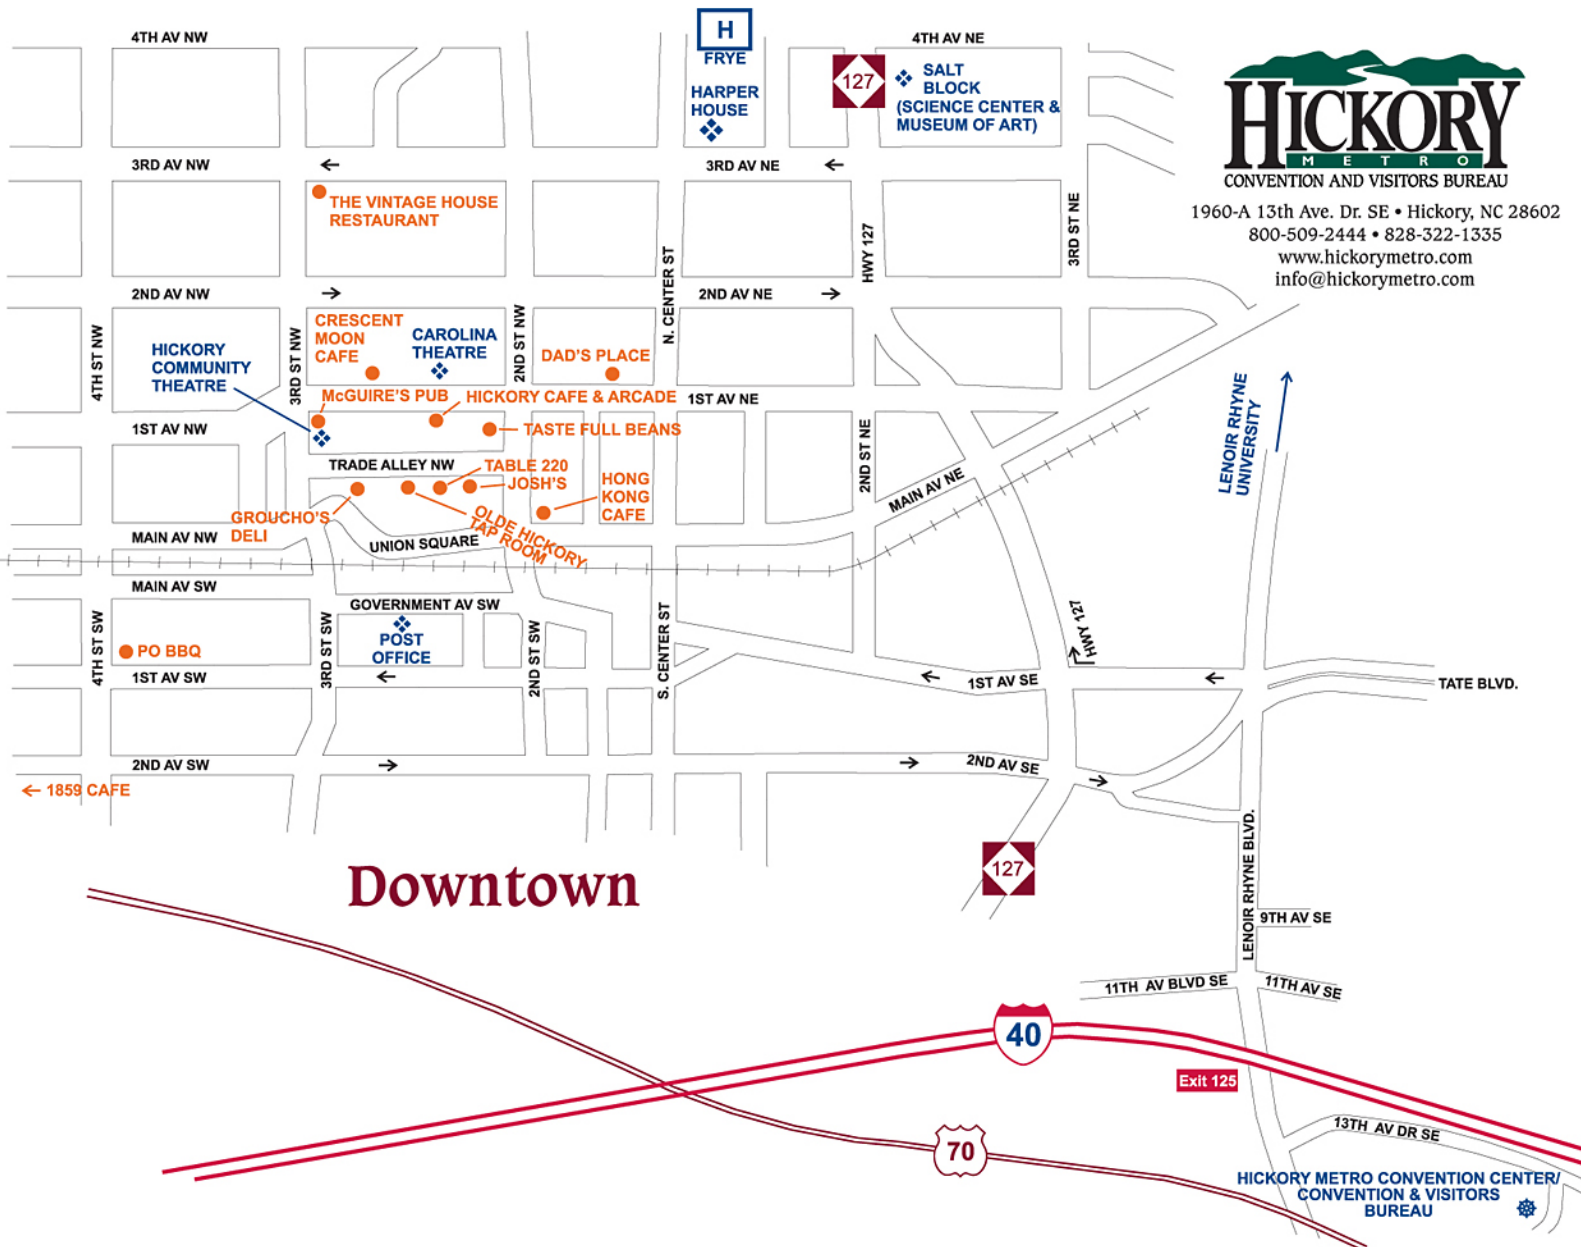 4TH AV NW
H
FRYE
HARPER
HOUSE
127
4TH AV NE
SALT
BLOCK
(SCIENCE CENTER &
MUSEUM OF ART)
HICKORY
METRO
CONVENTION AND VISITORS BUREAU
1960-A 13th Ave. Dr. SE • Hickory, NC 28602
800-509-2444 • 828-322-1335
www.hickorymetro.com
info@hickorymetro.com
3RD AV NW
←
3RD AV NE
←
THE VINTAGE HOUSE
RESTAURANT
3RD ST NE
HWY 127
N. CENTER ST
2ND AV NW
→
2ND AV NE
→
4TH ST NW
HICKORY
COMMUNITY
THEATRE
3RD ST NW
CRESCENT
MOON
CAFE
CAROLINA
THEATRE
2ND ST NW
DAD'S PLACE
McGUIRE'S PUB
HICKORY CAFE & ARCADE
1ST AV NE
1ST AV NW
TASTE FULL BEANS
LENOIR RHYNE
UNIVERSITY
TRADE ALLEY NW
TABLE 220
JOSH'S
HONG
KONG
CAFE
2ND ST NE
MAIN AV NE
GROUCHO'S
DELI
OLDE HICKORY
TAP ROOM
MAIN AV NW
UNION SQUARE
MAIN AV SW
GOVERNMENT AV SW
4TH ST SW
PO BBQ
3RD ST SW
POST
OFFICE
2ND ST SW
S. CENTER ST
HWY 127
1ST AV SW
←
←
1ST AV SE
←
TATE BLVD.
2ND AV SW
→
→
2ND AV SE
→
← 1859 CAFE
127
Downtown
LENOIR RHYNE BLVD.
9TH AV SE
11TH AV BLVD SE
11TH AV SE
40
Exit 125
13TH AV DR SE
70
HICKORY METRO CONVENTION CENTER/
CONVENTION & VISITORS
BUREAU